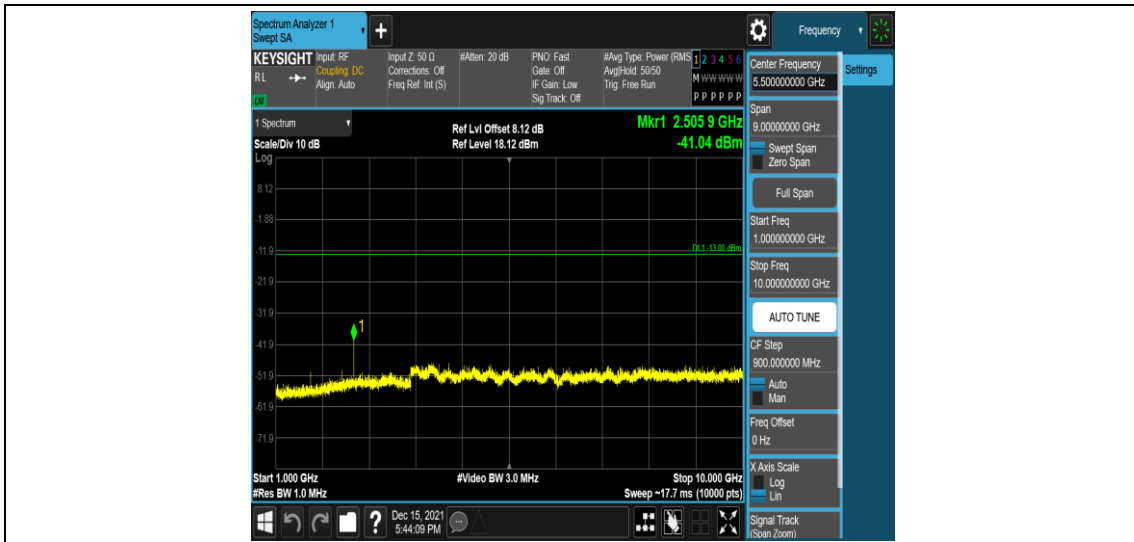 Spectrum Analyzer 1
Swept SA
Frequency
KEYSIGHT
RL
LXI
Input: RF
Coupling: DC
Align: Auto
Input Z: 50 Ω
Corrections: Off
Freq Ref: Int (S)
#Atten: 20 dB
PNO: Fast
Gate: Off
IF Gain: Low
Sig Track: Off
#Avg Type: Power (RMS
Avg|Hold: 50/50
Trig: Free Run
1 2 3 4 5 6
M W W W W W
P P P P P P
1 Spectrum
Scale/Div 10 dB
Log
Ref Lvl Offset 8.12 dB
Ref Level 18.12 dBm
Mkr1 2.505 9 GHz
-41.04 dBm
8.12
-1.88
-11.9
DL1 -13.00 dBm
-21.9
-31.9
1
-41.9
-51.9
-61.9
-71.9
Start 1.000 GHz
#Res BW 1.0 MHz
#Video BW 3.0 MHz
Stop 10.000 GHz
Sweep ~17.7 ms (10000 pts)
Dec 15, 2021
5:44:09 PM
Center Frequency
5.500000000 GHz
Settings
Span
9.00000000 GHz
Swept Span
Zero Span
Full Span
Start Freq
1.000000000 GHz
Stop Freq
10.000000000 GHz
AUTO TUNE
CF Step
900.000000 MHz
Auto
Man
Freq Offset
0 Hz
X Axis Scale
Log
Lin
Signal Track
(Span Zoom)